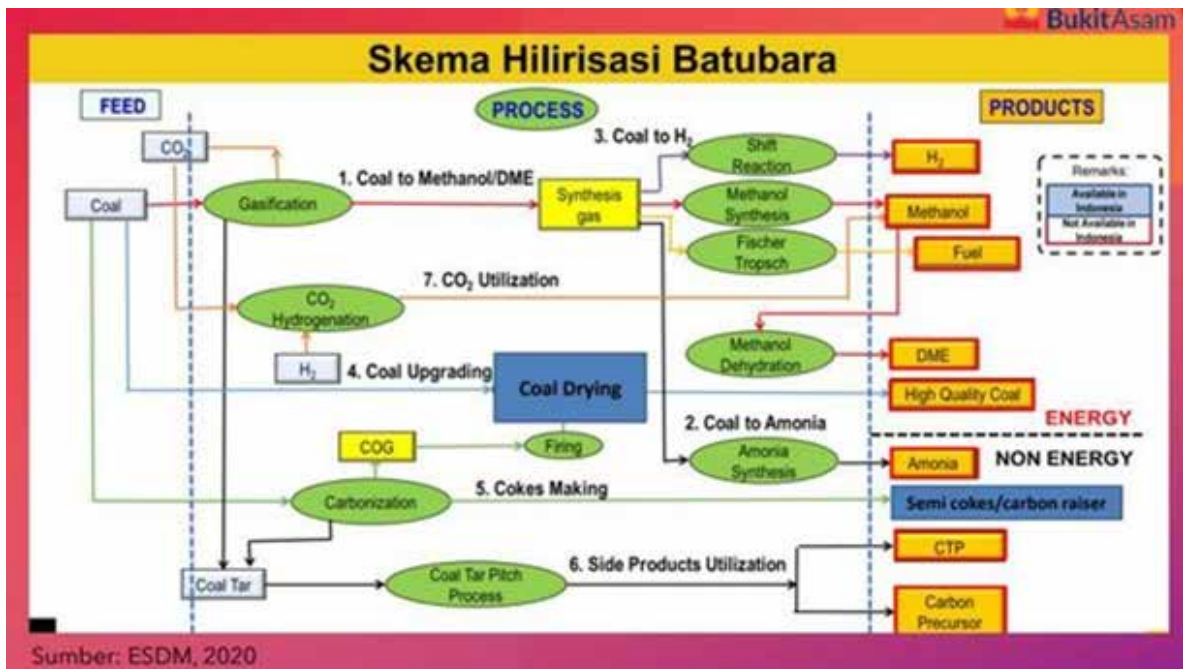 BukitAsam
Skema Hilirisasi Batubara
FEED
PROCESS
PRODUCTS
CO₂
3. Coal to H₂
Shift
Reaction
H₂
Remarks:
Available in
Indonesia
Not Available in
Indonesia
Coal
Gasification
1. Coal to Methanol/DME
Synthesis
gas
Methanol
Synthesis
Methanol
Fischer
Tropsch
Fuel
7. CO₂ Utilization
CO₂
Hydrogenation
H₂
Methanol
Dehydration
DME
4. Coal Upgrading
Coal Drying
High Quality Coal
ENERGY
2. Coal to Amonia
COG
Firing
Amonia
Synthesis
Amonia
NON ENERGY
Carbonization
5. Cokes Making
Semi cokes/carbon raiser
CTP
6. Side Products Utilization
Coal Tar
Coal Tar Pitch
Process
Carbon
Precursor
Sumber: ESDM, 2020